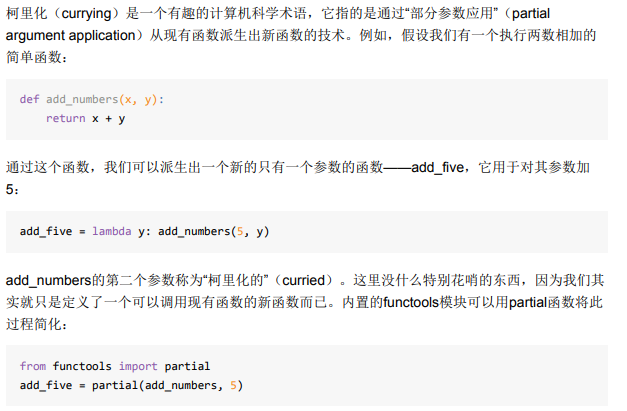 柯里化（currying）是一个有趣的计算机科学术语，它指的是通过“部分参数应用”（partial
argument application）从现有函数派生出新函数的技术。例如，假设我们有一个执行两数相加的
简单函数：
def add_numbers(x, y):
    return x + y
通过这个函数，我们可以派生出一个新的只有一个参数的函数——add_five，它用于对其参数加
5：
add_five = lambda y: add_numbers(5, y)
add_numbers的第二个参数称为“柯里化的”（curried）。这里没什么特别花哨的东西，因为我们其
实就只是定义了一个可以调用现有函数的新函数而已。内置的functools模块可以用partial函数将此
过程简化：
from functools import partial
add_five = partial(add_numbers, 5)